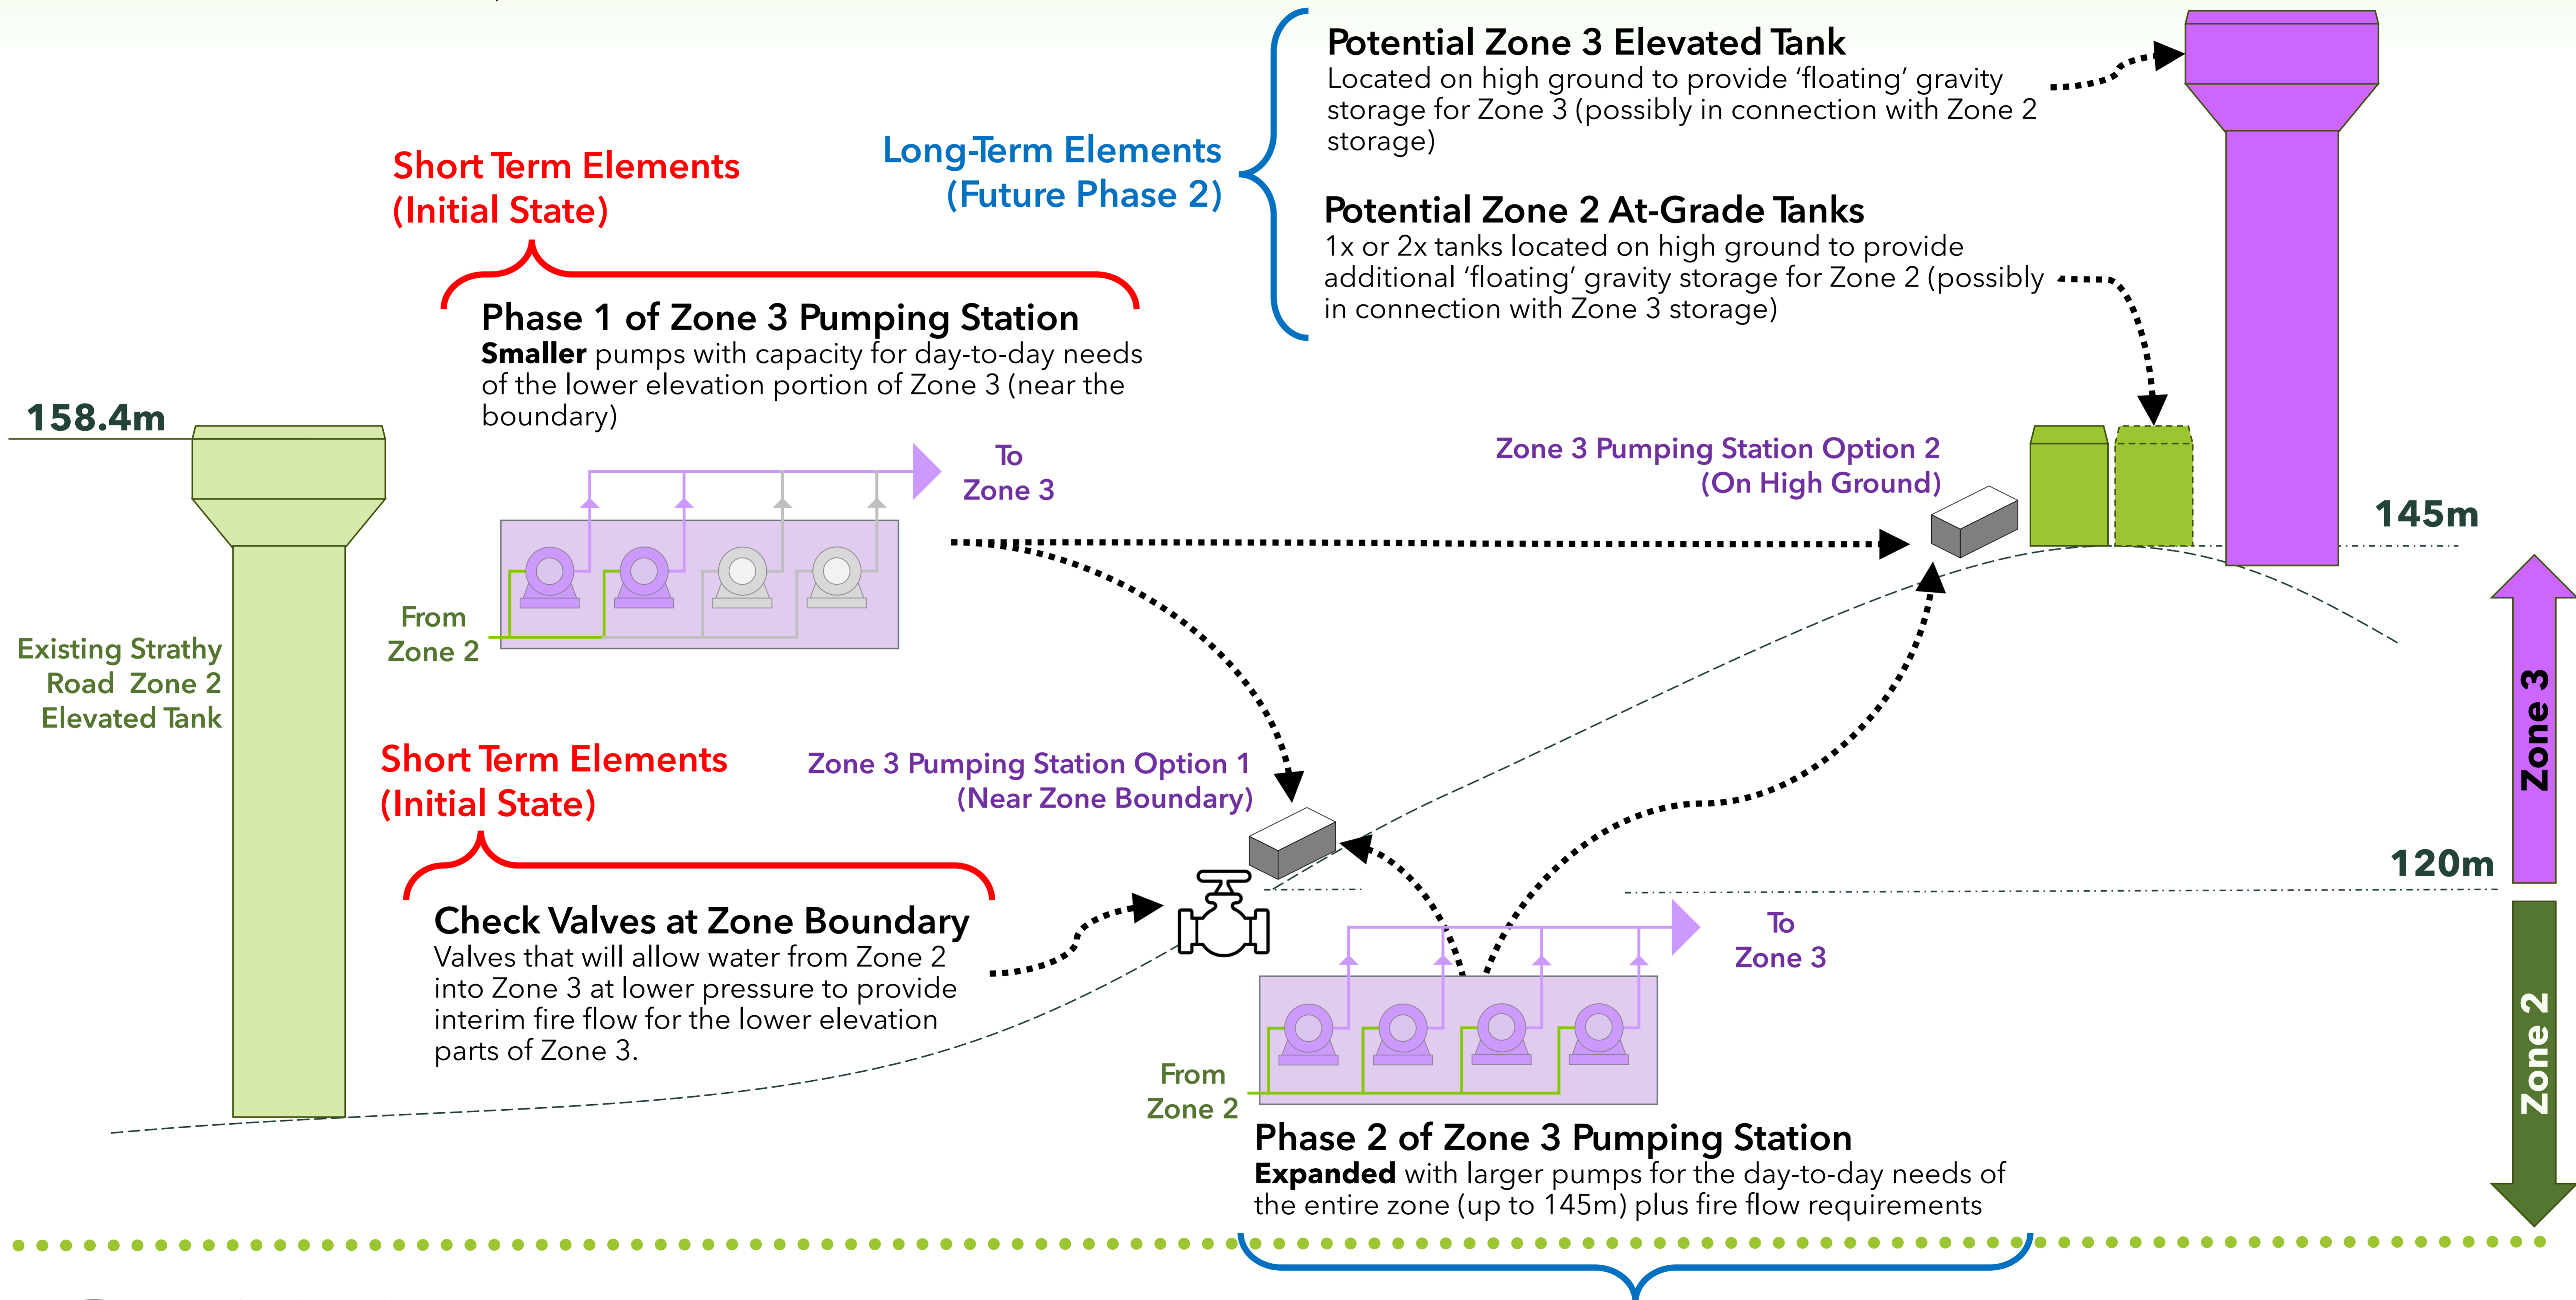 Potential Zone 3 Elevated Tank
Located on high ground to provide ‘floating’ gravity
storage for Zone 3 (possibly in connection with Zone 2
storage)
Short Term Elements
(Initial State)
Long-Term Elements
(Future Phase 2)
Potential Zone 2 At-Grade Tanks
1x or 2x tanks located on high ground to provide
additional ‘floating’ gravity storage for Zone 2 (possibly
in connection with Zone 3 storage)
Phase 1 of Zone 3 Pumping Station
Smaller pumps with capacity for day-to-day needs
of the lower elevation portion of Zone 3 (near the
boundary)
158.4m
To
Zone 3
Zone 3 Pumping Station Option 2
(On High Ground)
145m
From
Zone 2
Existing Strathy
Road Zone 2
Elevated Tank
Zone 3
Short Term Elements
(Initial State)
Zone 3 Pumping Station Option 1
(Near Zone Boundary)
120m
Check Valves at Zone Boundary
Valves that will allow water from Zone 2
into Zone 3 at lower pressure to provide
interim fire flow for the lower elevation
parts of Zone 3.
To
Zone 3
Zone 2
From
Zone 2
Phase 2 of Zone 3 Pumping Station
Expanded with larger pumps for the day-to-day needs of
the entire zone (up to 145m) plus fire flow requirements